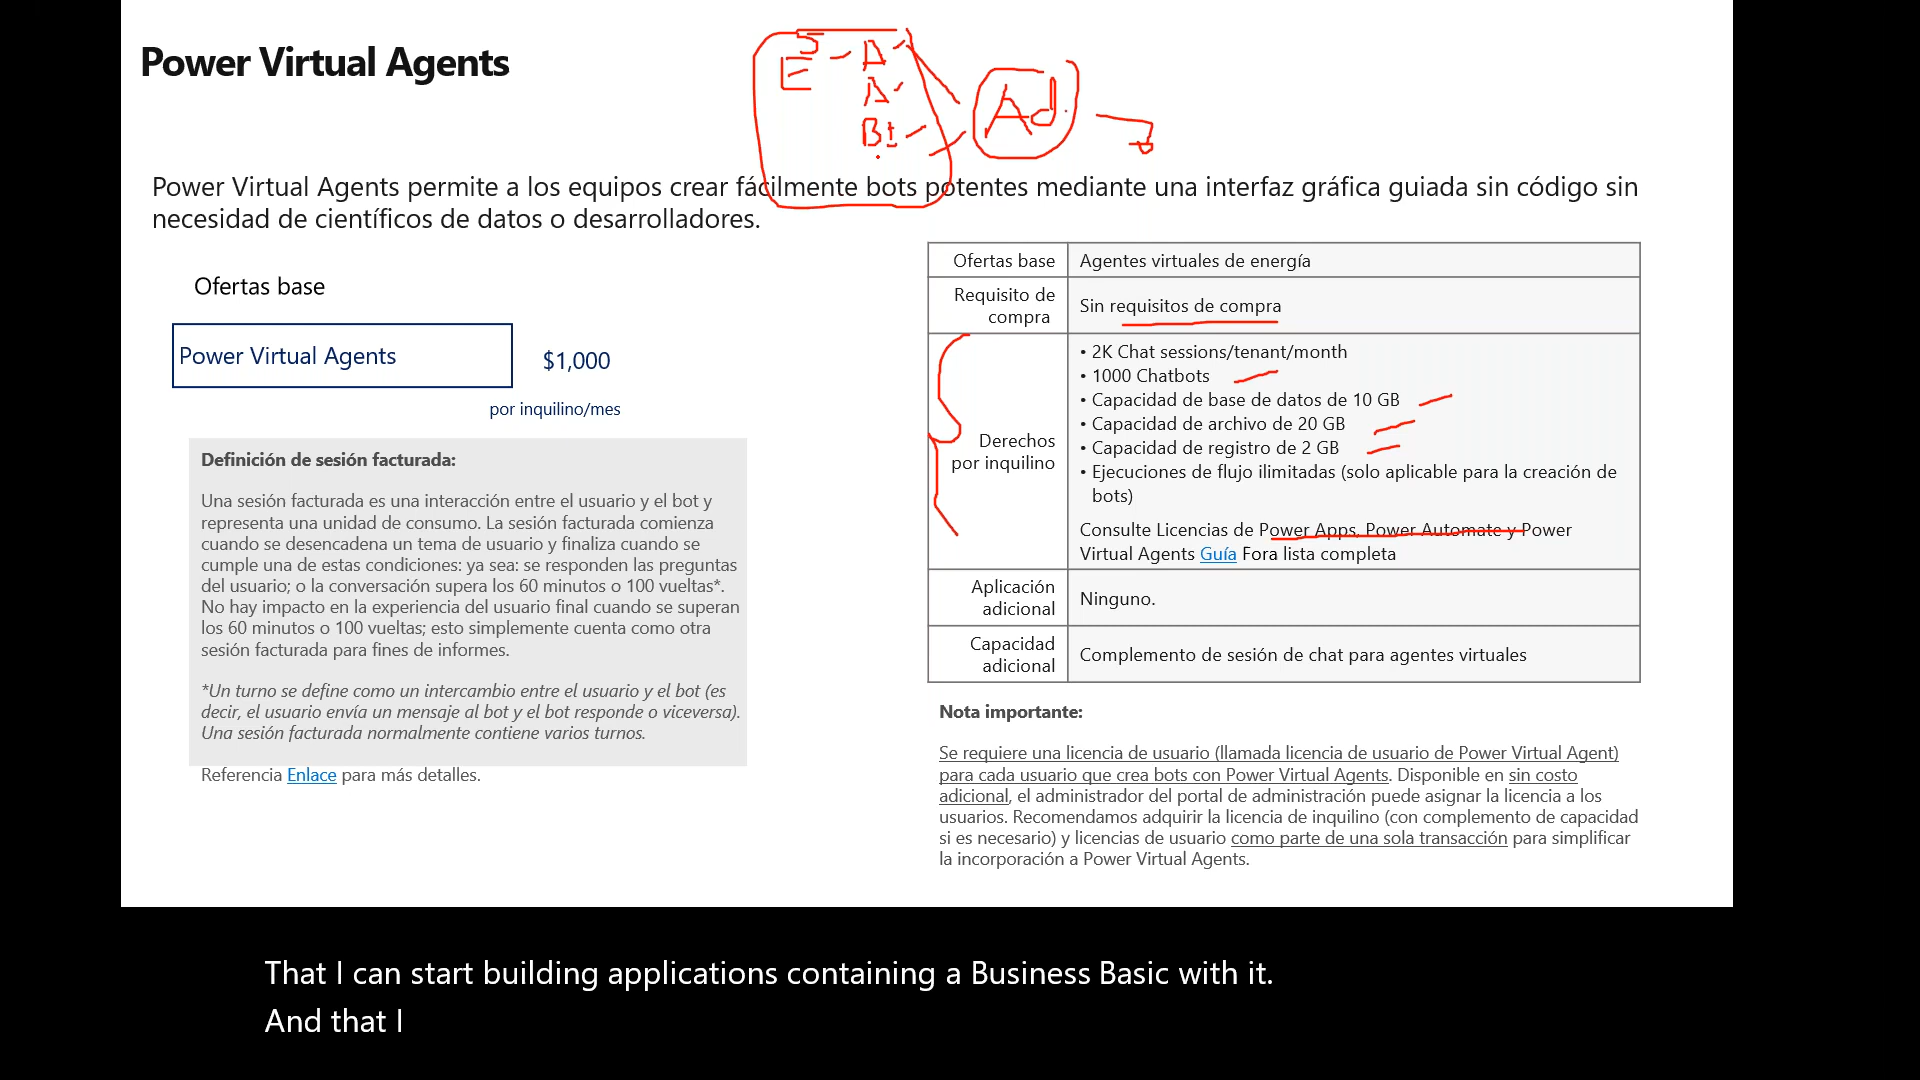 Power Virtual Agents
E 5 - A -
A -
BI -
Ad
Power Virtual Agents permite a los equipos crear fácilmente bots potentes mediante una interfaz gráfica guiada sin código sin
necesidad de científicos de datos o desarrolladores.
Ofertas base
Power Virtual Agents
$1,000
por inquilino/mes
Definición de sesión facturada:
Una sesión facturada es una interacción entre el usuario y el bot y
representa una unidad de consumo. La sesión facturada comienza
cuando se desencadena un tema de usuario y finaliza cuando se
cumple una de estas condiciones: ya sea: se responden las preguntas
del usuario; o la conversación supera los 60 minutos o 100 vueltas*.
No hay impacto en la experiencia del usuario final cuando se superan
los 60 minutos o 100 vueltas; esto simplemente cuenta como otra
sesión facturada para fines de informes.
*Un turno se define como un intercambio entre el usuario y el bot (es
decir, el usuario envía un mensaje al bot y el bot responde o viceversa).
Una sesión facturada normalmente contiene varios turnos.
Referencia Enlace para más detalles.
Ofertas base
Agentes virtuales de energía
Requisito de
compra
Sin requisitos de compra
Derechos
por inquilino
• 2K Chat sessions/tenant/month
• 1000 Chatbots
• Capacidad de base de datos de 10 GB
• Capacidad de archivo de 20 GB
• Capacidad de registro de 2 GB
• Ejecuciones de flujo ilimitadas (solo aplicable para la creación de
bots)
Consulte Licencias de Power Apps, Power Automate y Power
Virtual Agents Guía Fora lista completa
Aplicación
adicional
Ninguno.
Capacidad
adicional
Complemento de sesión de chat para agentes virtuales
Nota importante:
Se requiere una licencia de usuario (llamada licencia de usuario de Power Virtual Agent)
para cada usuario que crea bots con Power Virtual Agents. Disponible en sin costo
adicional, el administrador del portal de administración puede asignar la licencia a los
usuarios. Recomendamos adquirir la licencia de inquilino (con complemento de capacidad
si es necesario) y licencias de usuario como parte de una sola transacción para simplificar
la incorporación a Power Virtual Agents.
That I can start building applications containing a Business Basic with it.
And that I